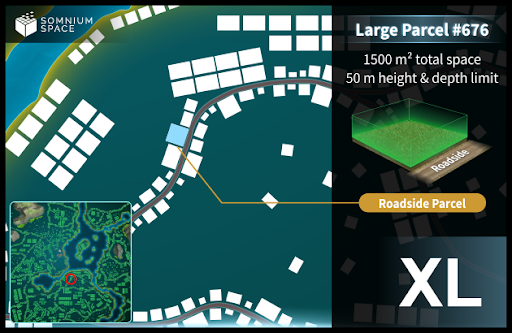 SOMNIUM
SPACE
Large Parcel #676
1500 m² total space
50 m height & depth limit
Roadside
Roadside Parcel
XL